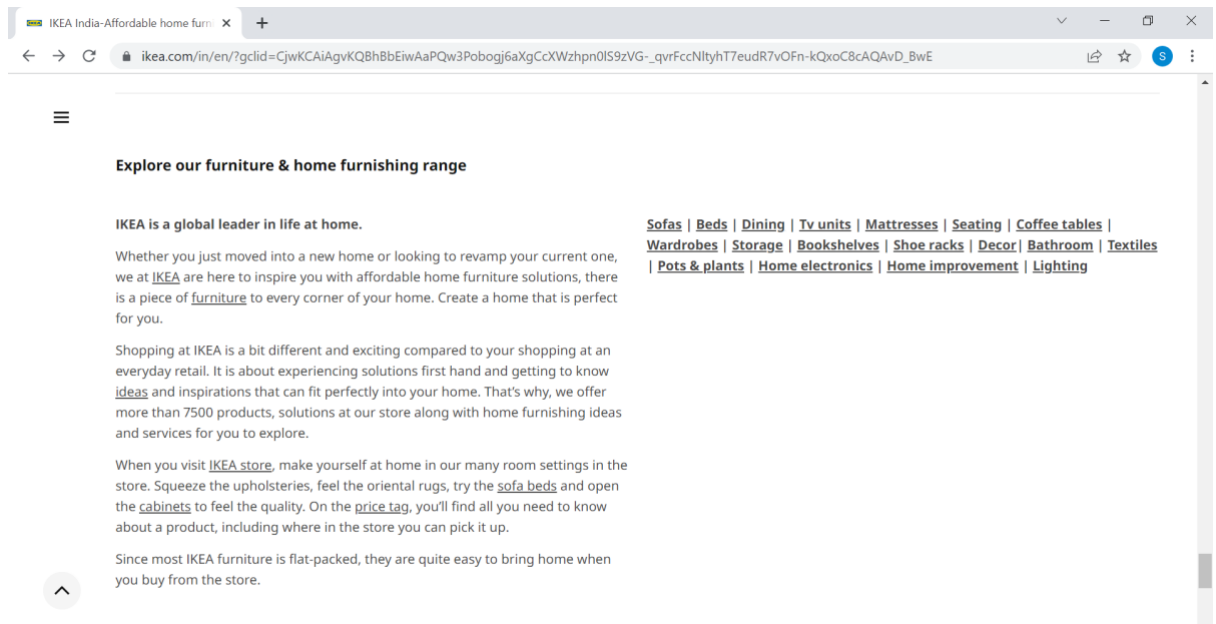 IKEA India-Affordable home furni
ikea.com/in/en/?gclid=CjwKCAiAgvKQBhBbEiwAaPQw3Pobogj6aXgCcXWzhpn0lS9zVG-_qvrFccNltyhT7eudR7vOFn-kQxoC8cAQAvD_BwE
S
Explore our furniture & home furnishing range
IKEA is a global leader in life at home.
Whether you just moved into a new home or looking to revamp your current one,
we at IKEA are here to inspire you with affordable home furniture solutions, there
is a piece of furniture to every corner of your home. Create a home that is perfect
for you.
Shopping at IKEA is a bit different and exciting compared to your shopping at an
everyday retail. It is about experiencing solutions first hand and getting to know
ideas and inspirations that can fit perfectly into your home. That’s why, we offer
more than 7500 products, solutions at our store along with home furnishing ideas
and services for you to explore.
When you visit IKEA store, make yourself at home in our many room settings in the
store. Squeeze the upholsteries, feel the oriental rugs, try the sofa beds and open
the cabinets to feel the quality. On the price tag, you’ll find all you need to know
about a product, including where in the store you can pick it up.
Since most IKEA furniture is flat-packed, they are quite easy to bring home when
you buy from the store.
Sofas | Beds | Dining | Tv units | Mattresses | Seating | Coffee tables |
Wardrobes | Storage | Bookshelves | Shoe racks | Decor| Bathroom | Textiles
| Pots & plants | Home electronics | Home improvement | Lighting